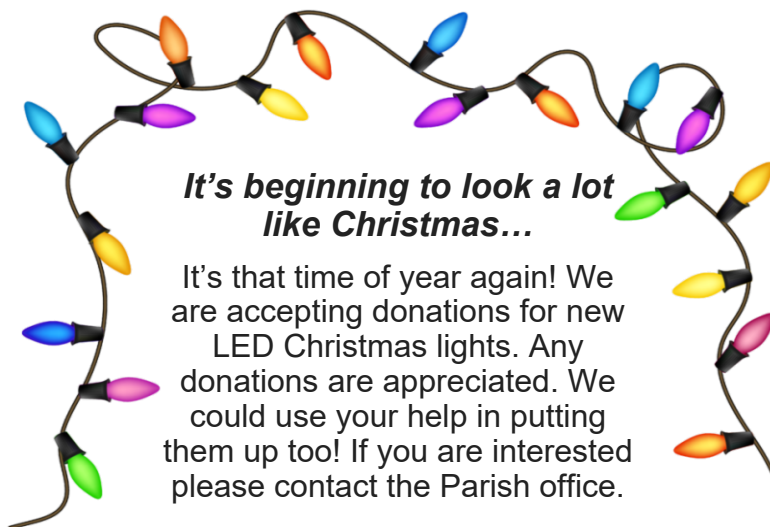 It’s beginning to look a lot
like Christmas…
It’s that time of year again! We
are accepting donations for new
LED Christmas lights. Any
donations are appreciated. We
could use your help in putting
them up too! If you are interested
please contact the Parish office.